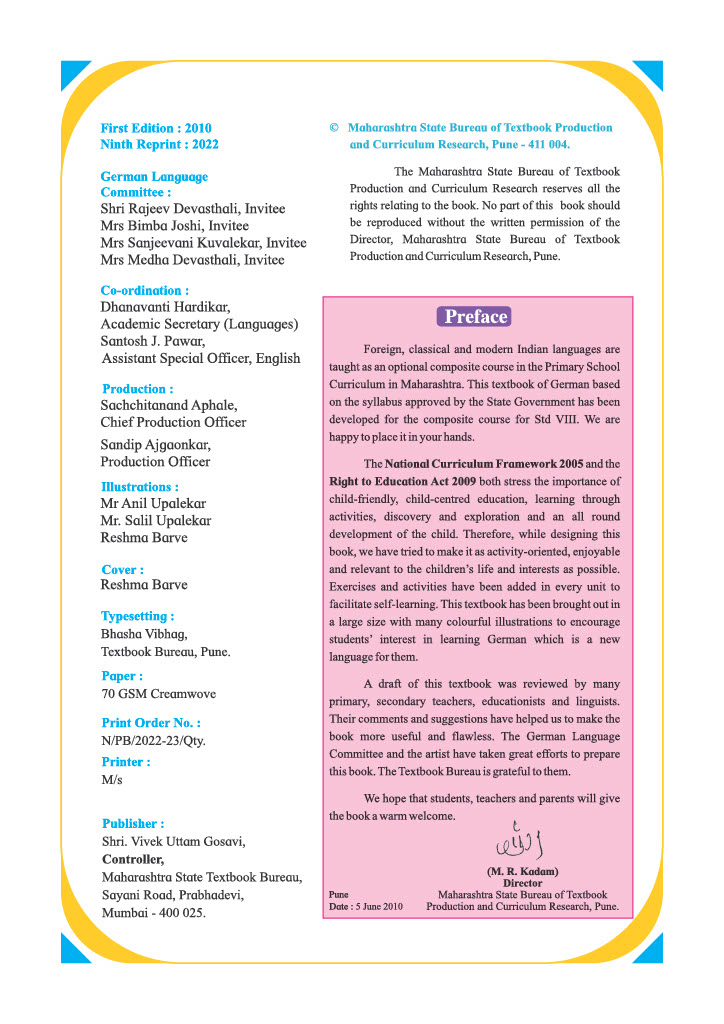 First Edition : 2010
Ninth Reprint : 2022
German Language
Committee :
Shri Rajeev Devasthali, Invitee
Mrs Bimba Joshi, Invitee
Mrs Sanjeevani Kuvalekar, Invitee
Mrs Medha Devasthali, Invitee
Co-ordination :
Dhanavanti Hardikar,
Academic Secretary (Languages)
Santosh J. Pawar,
Assistant Special Officer, English
Production :
Sachchitanand Aphale,
Chief Production Officer
Sandip Ajgaonkar,
Production Officer
Illustrations :
Mr Anil Upalekar
Mr. Salil Upalekar
Reshma Barve
Cover :
Reshma Barve
Typesetting :
Bhasha Vibhag,
Textbook Bureau, Pune.
Paper :
70 GSM Creamwove
Print Order No. :
N/PB/2022-23/Qty.
Printer :
M/s
Publisher :
Shri. Vivek Uttam Gosavi,
Controller,
Maharashtra State Textbook Bureau,
Sayani Road, Prabhadevi,
Mumbai - 400 025.
© Maharashtra State Bureau of Textbook Production
and Curriculum Research, Pune - 411 004.
The Maharashtra State Bureau of Textbook
Production and Curriculum Research reserves all the
rights relating to the book. No part of this book should
be reproduced without the written permission of the
Director, Maharashtra State Bureau of Textbook
Production and Curriculum Research, Pune.
Preface
Foreign, classical and modern Indian languages are
taught as an optional composite course in the Primary School
Curriculum in Maharashtra. This textbook of German based
on the syllabus approved by the State Government has been
developed for the composite course for Std VIII. We are
happy to place it in your hands.
The National Curriculum Framework 2005 and the
Right to Education Act 2009 both stress the importance of
child-friendly, child-centred education, learning through
activities, discovery and exploration and an all round
development of the child. Therefore, while designing this
book, we have tried to make it as activity-oriented, enjoyable
and relevant to the children's life and interests as possible.
Exercises and activities have been added in every unit to
facilitate self-learning. This textbook has been brought out in
a large size with many colourful illustrations to encourage
students' interest in learning German which is a new
language for them.
A draft of this textbook was reviewed by many
primary, secondary teachers, educationists and linguists.
Their comments and suggestions have helped us to make the
book more useful and flawless. The German Language
Committee and the artist have taken great efforts to prepare
this book. The Textbook Bureau is grateful to them.
We hope that students, teachers and parents will give
the book a warm welcome.
(M. R. Kadam)
Director
Pune Maharashtra State Bureau of Textbook
Date : 5 June 2010 Production and Curriculum Research, Pune.